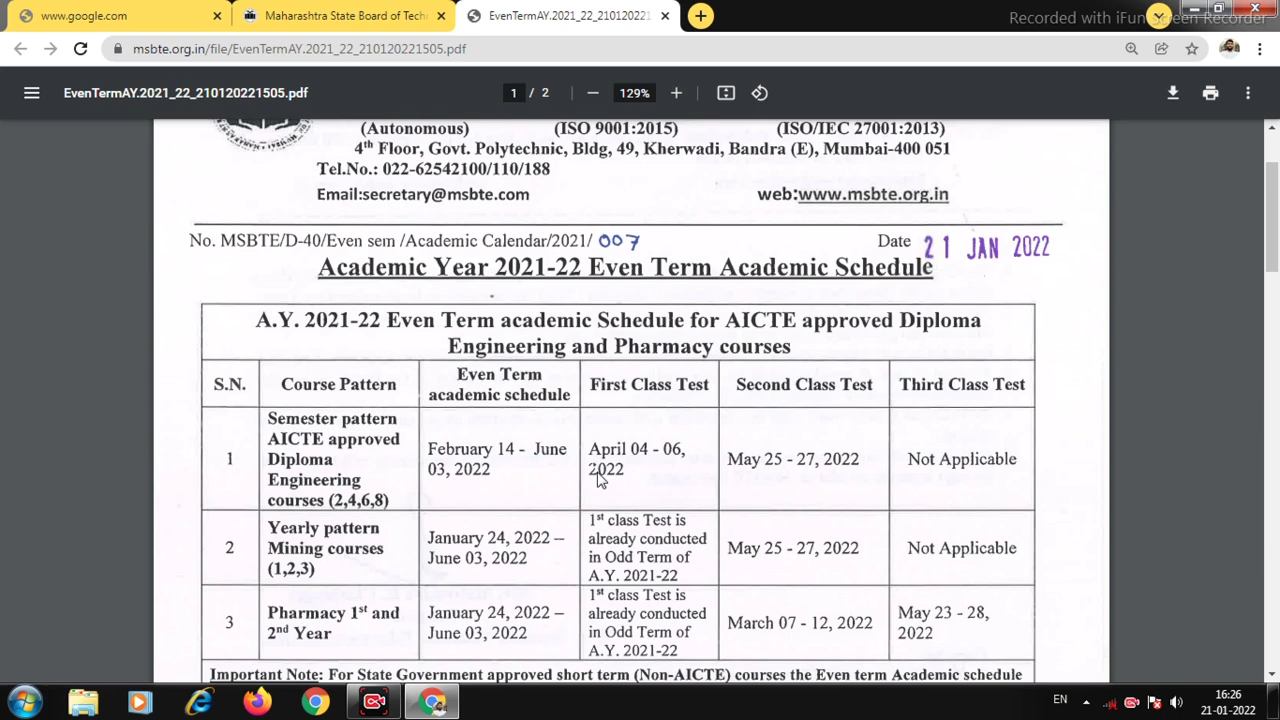 www.google.com
Maharashtra State Board of Techn
EventTermAY.2021_22_2101202215
Recorded with iFun Screen Recorder
msbte.org.in/file/EvenTermAY.2021_22_210120221505.pdf
EvenTermAY.2021_22_210120221505.pdf
1 / 2
129%
(Autonomous) (ISO 9001:2015) (ISO/IEC 27001:2013)
4th Floor, Govt. Polytechnic, Bldg, 49, Kherwadi, Bandra (E), Mumbai-400 051
Tel.No.: 022-62542100/110/188
Email:secretary@msbte.com web:www.msbte.org.in
No. MSBTE/D-40/Even sem /Academic Calendar/2021/ 007 Date 21 JAN 2022
Academic Year 2021-22 Even Term Academic Schedule
A.Y. 2021-22 Even Term academic Schedule for AICTE approved Diploma
Engineering and Pharmacy courses
S.N. Course Pattern Even Term academic schedule First Class Test Second Class Test Third Class Test
1 Semester pattern AICTE approved Diploma Engineering courses (2,4,6,8) February 14 - June 03, 2022 April 04 - 06, 2022 May 25 - 27, 2022 Not Applicable
2 Yearly pattern Mining courses (1,2,3) January 24, 2022 – June 03, 2022 1st class Test is already conducted in Odd Term of A.Y. 2021-22 May 25 - 27, 2022 Not Applicable
3 Pharmacy 1st and 2nd Year January 24, 2022 – June 03, 2022 1st class Test is already conducted in Odd Term of A.Y. 2021-22 March 07 - 12, 2022 May 23 - 28, 2022
Important Note: For State Government approved short term (Non-AICTE) courses the Even term Academic schedule
EN
16:26
21-01-2022